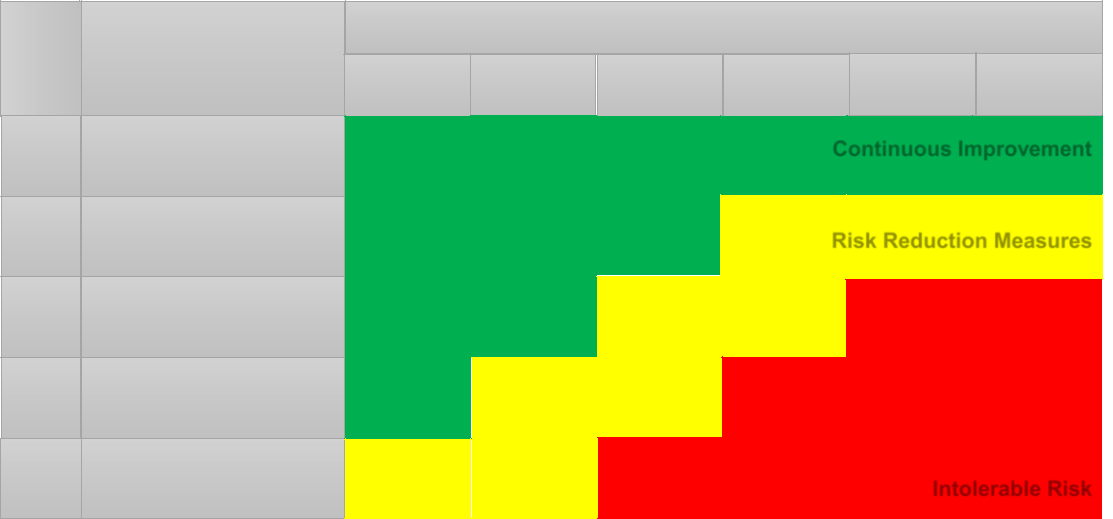 Continuous Improvement
Risk Reduction Measures
Intolerable Risk